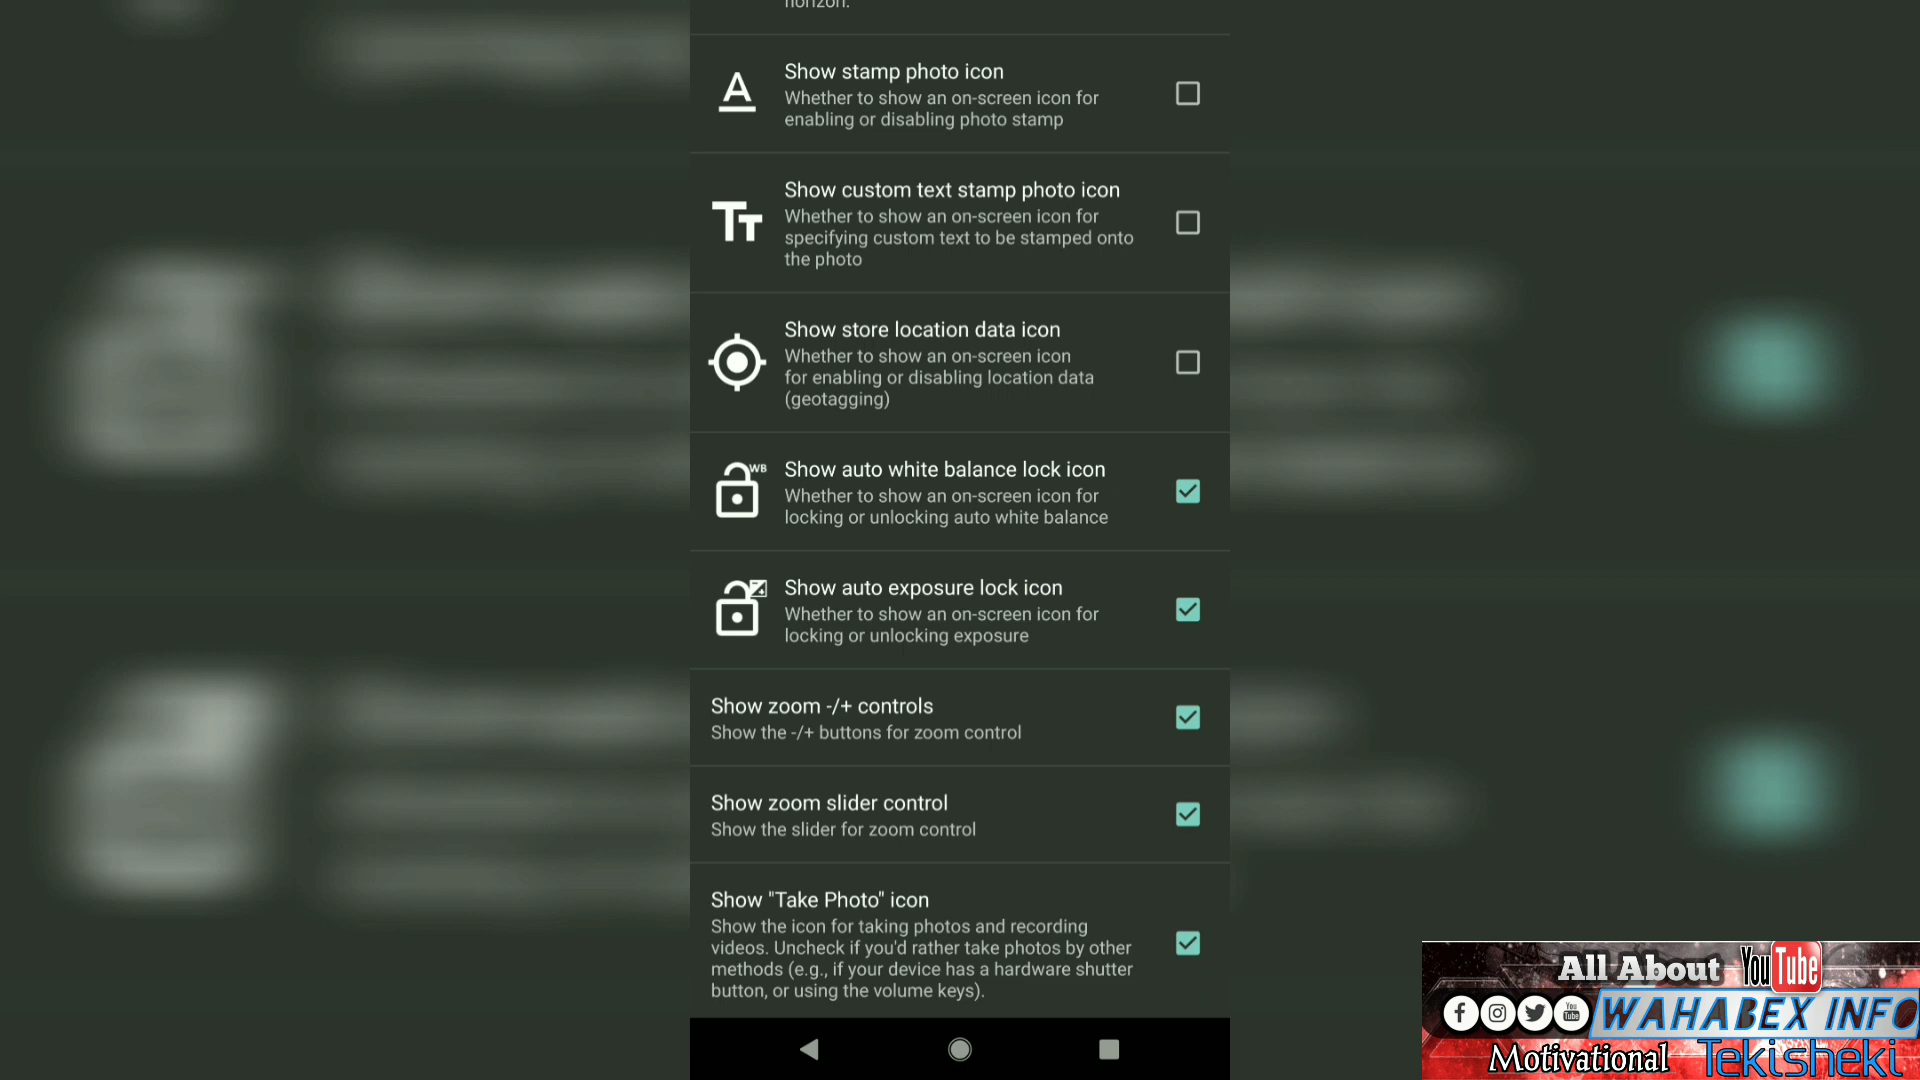 horizon.
Show stamp photo icon
Whether to show an on-screen icon for
enabling or disabling photo stamp
Show custom text stamp photo icon
Whether to show an on-screen icon for
specifying custom text to be stamped onto
the photo
Show store location data icon
Whether to show an on-screen icon
for enabling or disabling location data
(geotagging)
WB
Show auto white balance lock icon
Whether to show an on-screen icon for
locking or unlocking auto white balance
Show auto exposure lock icon
Whether to show an on-screen icon for
locking or unlocking exposure
Show zoom -/+ controls
Show the -/+ buttons for zoom control
Show zoom slider control
Show the slider for zoom control
Show "Take Photo" icon
Show the icon for taking photos and recording
videos. Uncheck if you'd rather take photos by other
methods (e.g., if your device has a hardware shutter
button, or using the volume keys).
All About YouTube
WAHABEX INFO
Motivational Tekisheki